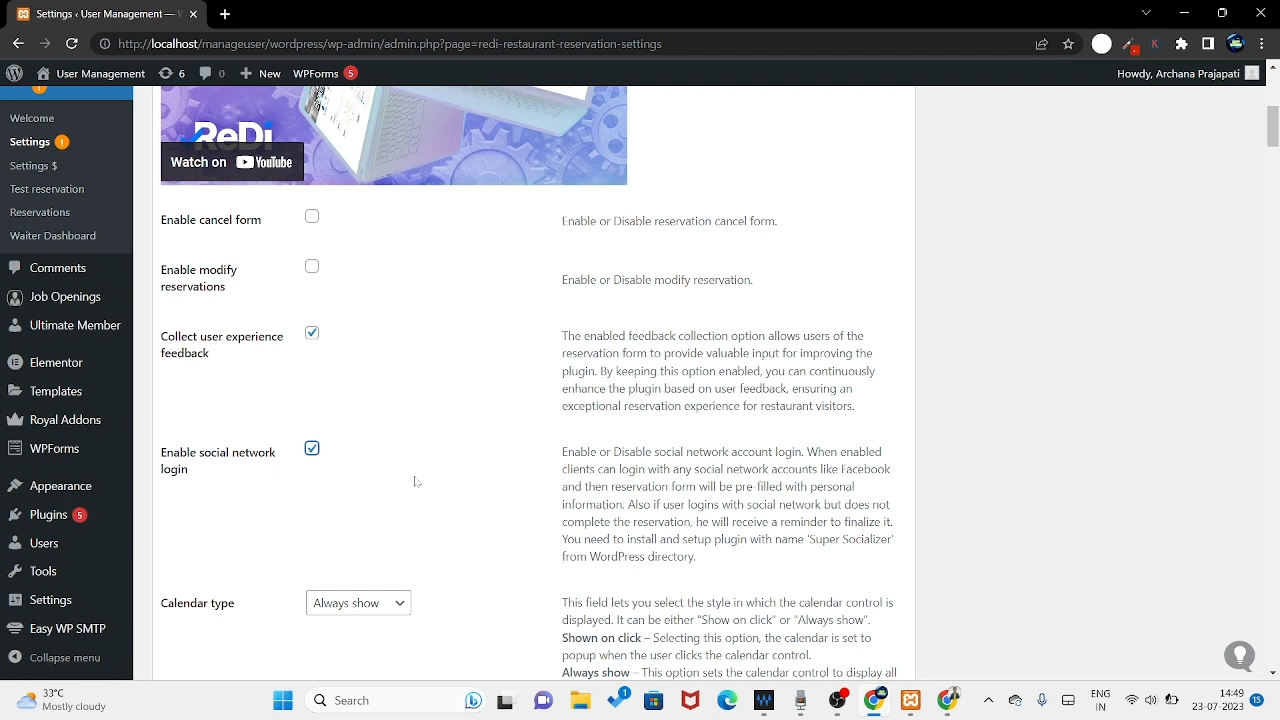 Settings ‹ User Management —
http://localhost/manageuser/wordpress/wp-admin/admin.php?page=redi-restaurant-reservation-settings
User Management 6 0 New WPForms 5 Howdy, Archana Prajapati
Welcome
Settings !
Settings $
Test reservation
Reservations
Waiter Dashboard
Comments
Job Openings
Ultimate Member
Elementor
Templates
Royal Addons
WPForms
Appearance
Plugins 5
Users
Tools
Settings
Easy WP SMTP
Collapse menu
ReDi
Watch on YouTube
Enable cancel form
Enable or Disable reservation cancel form.
Enable modify
reservations
Enable or Disable modify reservation.
Collect user experience
feedback
The enabled feedback collection option allows users of the
reservation form to provide valuable input for improving the
plugin. By keeping this option enabled, you can continuously
enhance the plugin based on user feedback, ensuring an
exceptional reservation experience for restaurant visitors.
Enable social network
login
Enable or Disable social network account login. When enabled
clients can login with any social network accounts like Facebook
and then reservation form will be pre-filled with personal
information. Also if user logins with social network but does not
complete the reservation, he will receive a reminder to finalize it.
You need to install and setup plugin with name 'Super Socializer'
from WordPress directory.
Calendar type
Always show
This field lets you select the style in which the calendar control is
displayed. It can be either "Show on click" or "Always show".
Shown on click – Selecting this option, the calendar is set to
popup when the user clicks the calendar control.
Always show – This option sets the calendar control to display all
33°C
Mostly cloudy
Search
1
ENG
IN
14:49
23-07-2023
15